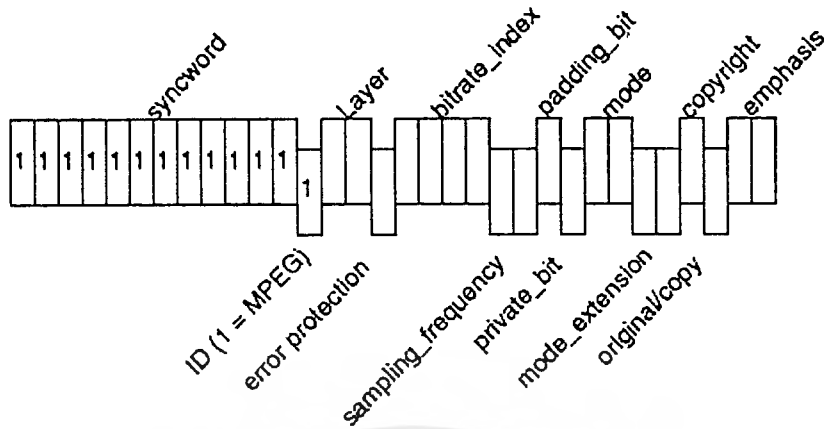 syncword
Layer
bitrate_index
padding_bit
mode
copyright
emphasis
1 1 1 1 1 1 1 1 1 1 1 1
1
ID (1 = MPEG)
error protection
sampling_frequency
private_bit
mode_extension
original/copy